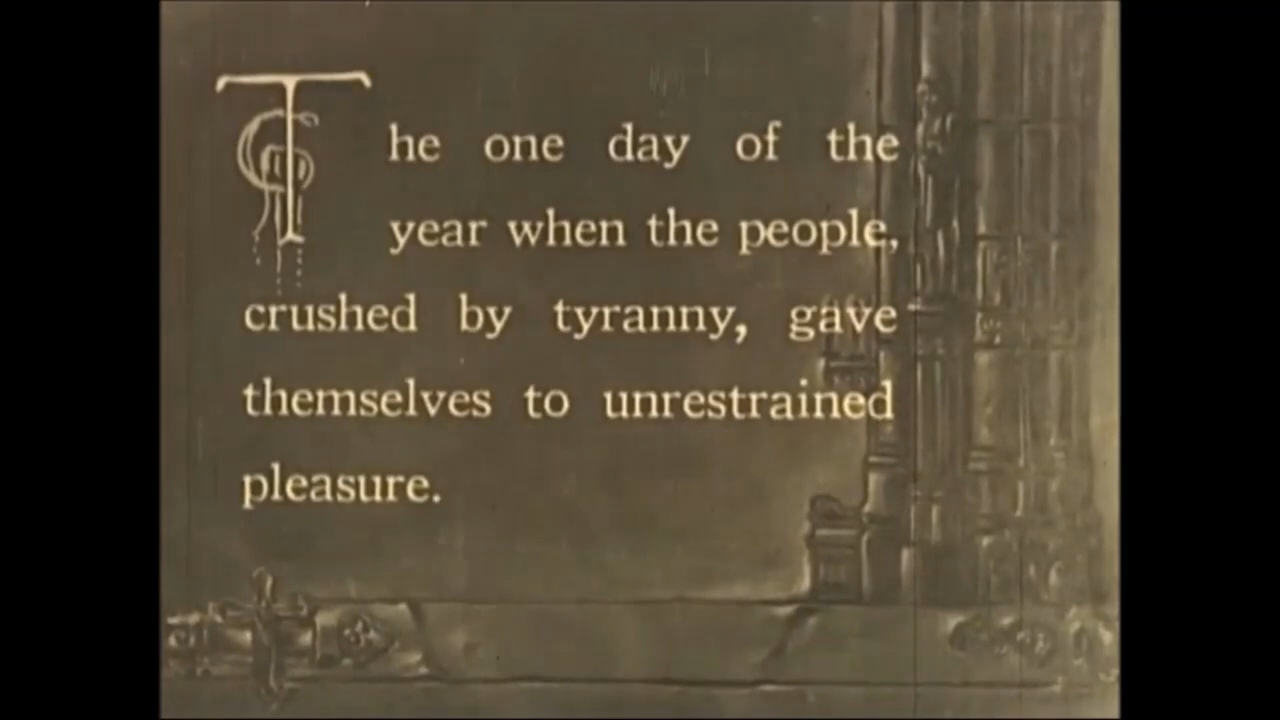 The one day of the
year when the people,
crushed by tyranny, gave
themselves to unrestrained
pleasure.